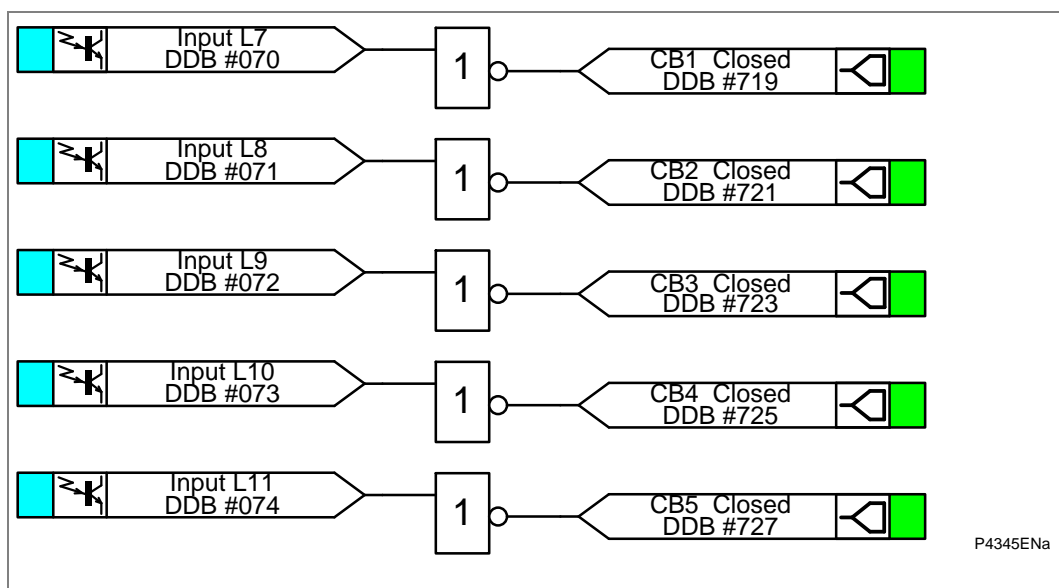 Input L7
DDB #070
1
CB1 Closed
DDB #719
Input L8
DDB #071
1
CB2 Closed
DDB #721
Input L9
DDB #072
1
CB3 Closed
DDB #723
Input L10
DDB #073
1
CB4 Closed
DDB #725
Input L11
DDB #074
1
CB5 Closed
DDB #727
P4345ENa